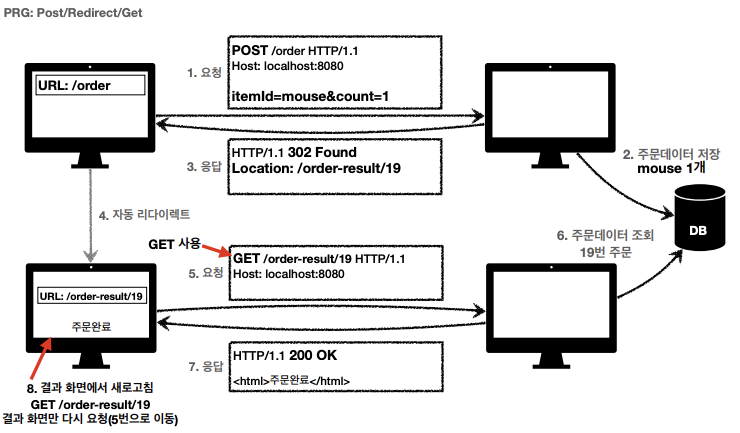 PRG: Post/Redirect/Get
URL: /order
1. 요청
POST /order HTTP/1.1
Host: localhost:8080
itemId=mouse&count=1
3. 응답
HTTP/1.1 302 Found
Location: /order-result/19
2. 주문데이터 저장
mouse 1개
DB
4. 자동 리다이렉트
GET 사용
5. 요청
GET /order-result/19 HTTP/1.1
Host: localhost:8080
6. 주문데이터 조회
19번 주문
URL: /order-result/19
주문완료
7. 응답
HTTP/1.1 200 OK
<html>주문완료</html>
8. 결과 화면에서 새로고침
GET /order-result/19
결과 화면만 다시 요청(5번으로 이동)